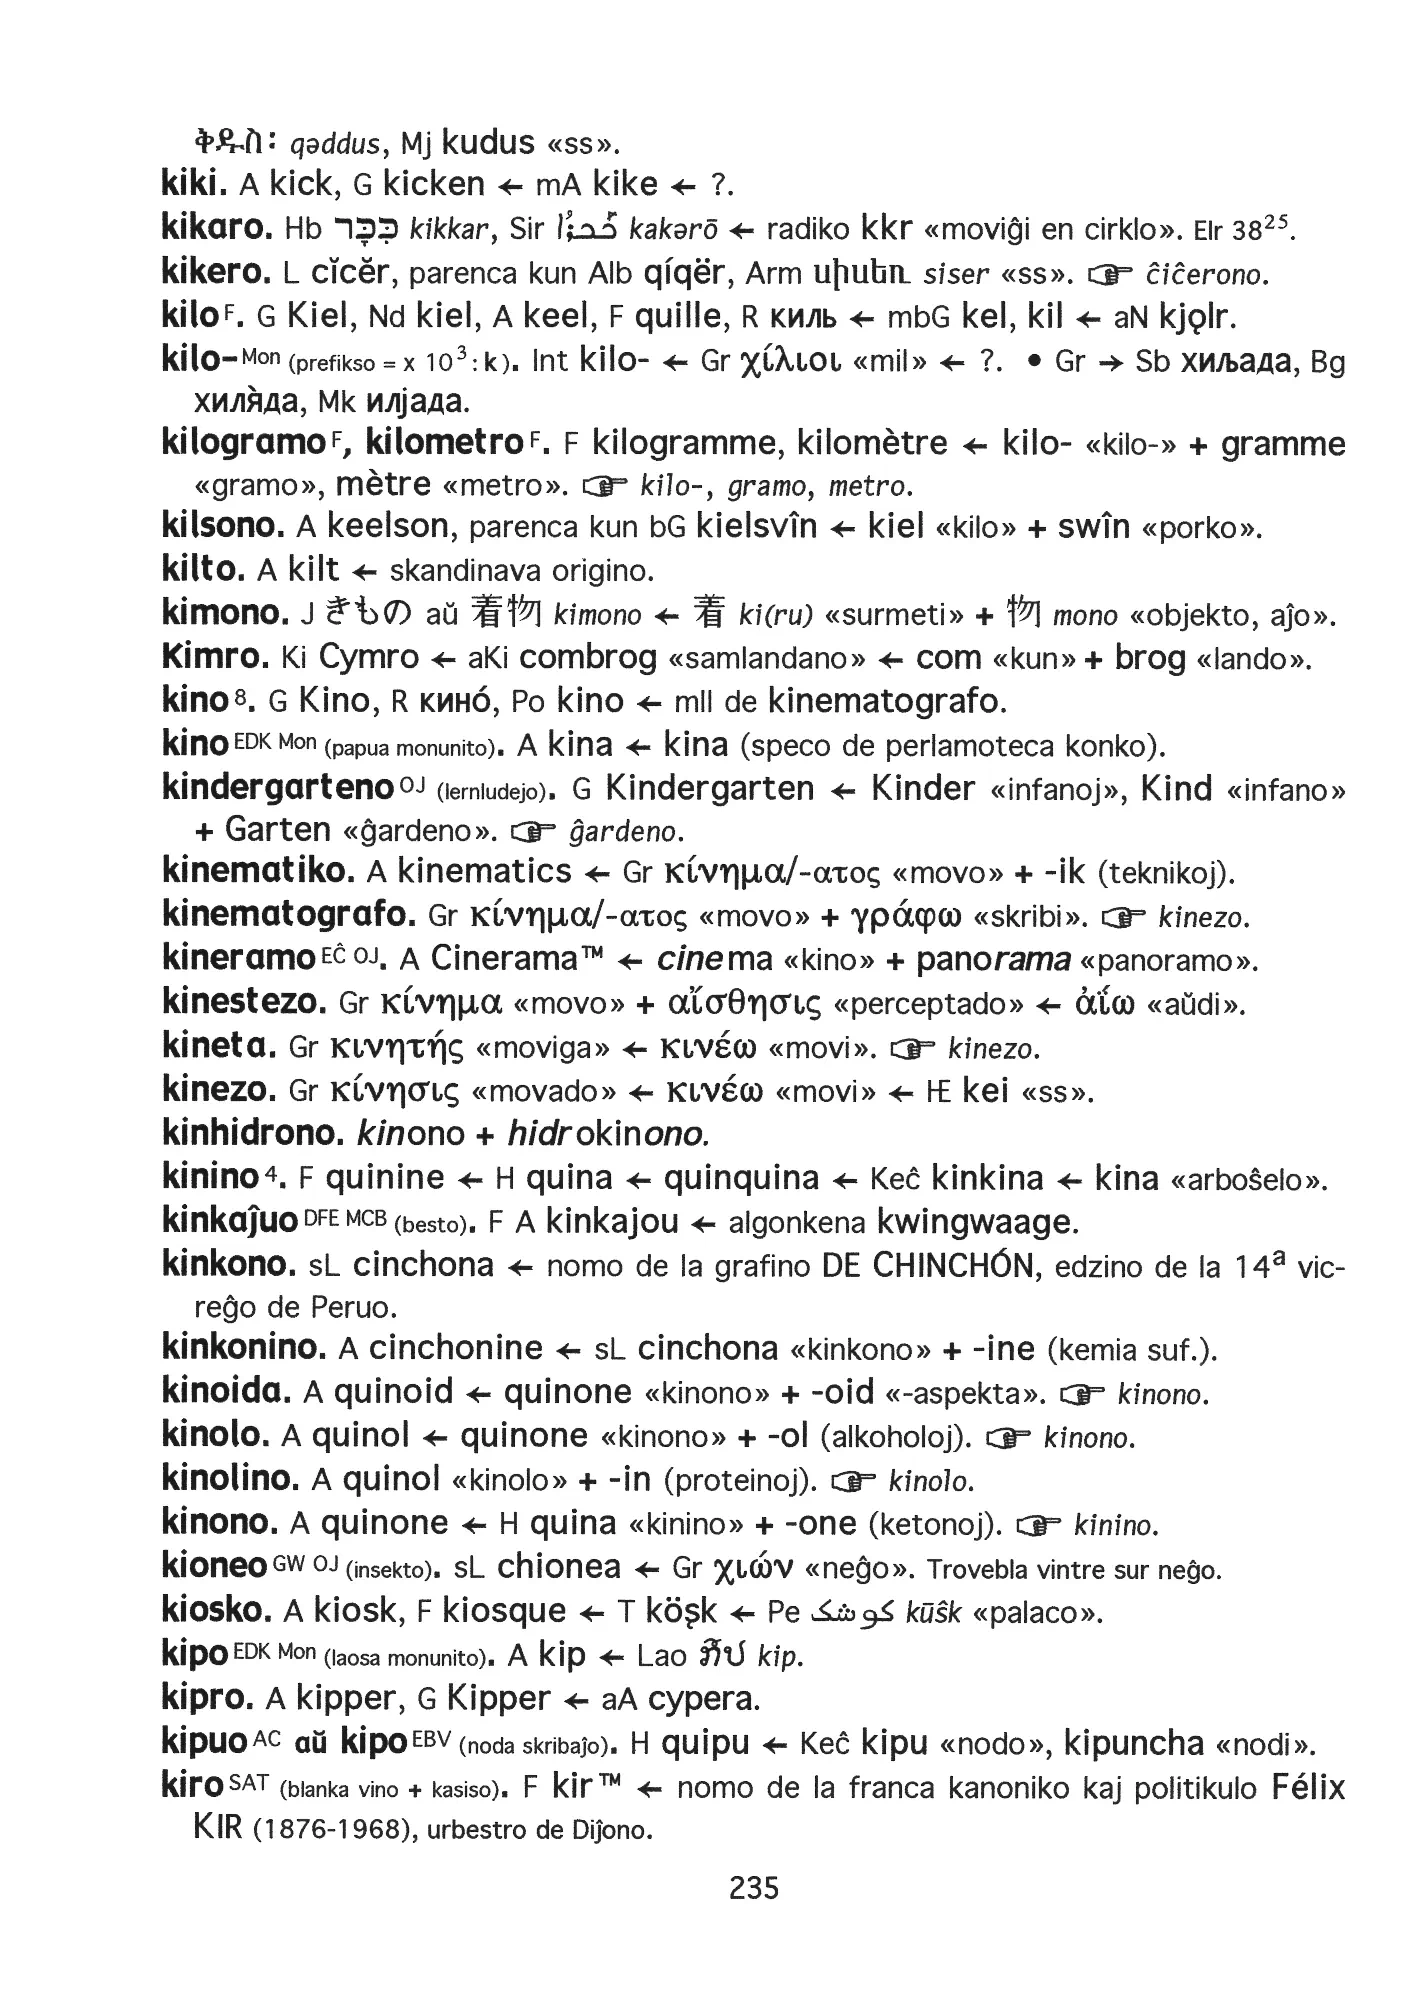 ቅዱስ፡ qəddus, Mj kudus «ss».
kiki. A kick, G kicken ← mA kike ← ?.
kikaro. Hb כִּכָּר kikkar, Sir kakərō ← radiko kkr «moviĝi en cirklo». Elr 38²⁵.
kikero. L cĭcĕr, parenca kun Alb qíqër, Arm սիսեռ siser «ss». ☞ ĉiĉerono.
kilo F. G Kiel, Nd kiel, A keel, F quille, R киль ← mbG kel, kil ← aN kjǫlr.
kilo- Mon (prefikso = x 10³: k). Int kilo- ← Gr χίλιοι «mil» ← ?. • Gr → Sb хиљада, Bg
хиля̀да, Mk илјада.
kilogramo F, kilometro F. F kilogramme, kilomètre ← kilo- «kilo-» + gramme
«gramo», mètre «metro». ☞ kilo-, gramo, metro.
kilsono. A keelson, parenca kun bG kielsvîn ← kiel «kilo» + swîn «porko».
kilto. A kilt ← skandinava origino.
kimono. J きもの aŭ 着物 kimono ← 着 ki(ru) «surmeti» + 物 mono «objekto, aĵo».
Kimro. Ki Cymro ← aKi combrog «samlandano» ← com «kun» + brog «lando».
kino 8. G Kino, R кинó, Po kino ← mll de kinematografo.
kino EDK Mon (papua monunito). A kina ← kina (speco de perlamoteca konko).
kindergarteno OJ (lernludejo). G Kindergarten ← Kinder «infanoj», Kind «infano»
+ Garten «ĝardeno». ☞ ĝardeno.
kinematiko. A kinematics ← Gr κίνημα/-ατος «movo» + -ik (teknikoj).
kinematografo. Gr κίνημα/-ατος «movo» + γράφω «skribi». ☞ kinezo.
kineramo EĈ OJ. A Cinerama™ ← cinema «kino» + panorama «panoramo».
kinestezo. Gr κίνημα «movo» + αἴσθησις «perceptado» ← ἀΐω «aŭdi».
kineta. Gr κινητής «moviga» ← κινέω «movi». ☞ kinezo.
kinezo. Gr κίνησις «movado» ← κινέω «movi» ← IE kei «ss».
kinhidrono. kinono + hidrokinono.
kinino 4. F quinine ← H quina ← quinquina ← Keĉ kinkina ← kina «arboŝelo».
kinkaĵuo DFE MCB (besto). F A kinkajou ← algonkena kwingwaage.
kinkono. sL cinchona ← nomo de la grafino DE CHINCHÓN, edzino de la 14ª vic-
reĝo de Peruo.
kinkonino. A cinchonine ← sL cinchona «kinkono» + -ine (kemia suf.).
kinoida. A quinoid ← quinone «kinono» + -oid «-aspekta». ☞ kinono.
kinolo. A quinol ← quinone «kinono» + -ol (alkoholoj). ☞ kinono.
kinolino. A quinol «kinolo» + -in (proteinoj). ☞ kinolo.
kinono. A quinone ← H quina «kinino» + -one (ketonoj). ☞ kinino.
kioneo GW OJ (insekto). sL chionea ← Gr χιών «neĝo». Trovebla vintre sur neĝo.
kiosko. A kiosk, F kiosque ← T köşk ← Pe كوشك kūŝk «palaco».
kipo EDK Mon (laosa monunito). A kip ← Lao ກີບ kip.
kipro. A kipper, G Kipper ← aA cypera.
kipuo AC aŭ kipo EBV (noda skribaĵo). H quipu ← Keĉ kipu «nodo», kipuncha «nodi».
kiro SAT (blanka vino + kasiso). F kir™ ← nomo de la franca kanoniko kaj politikulo Félix
KIR (1876-1968), urbestro de Diĵono.
235